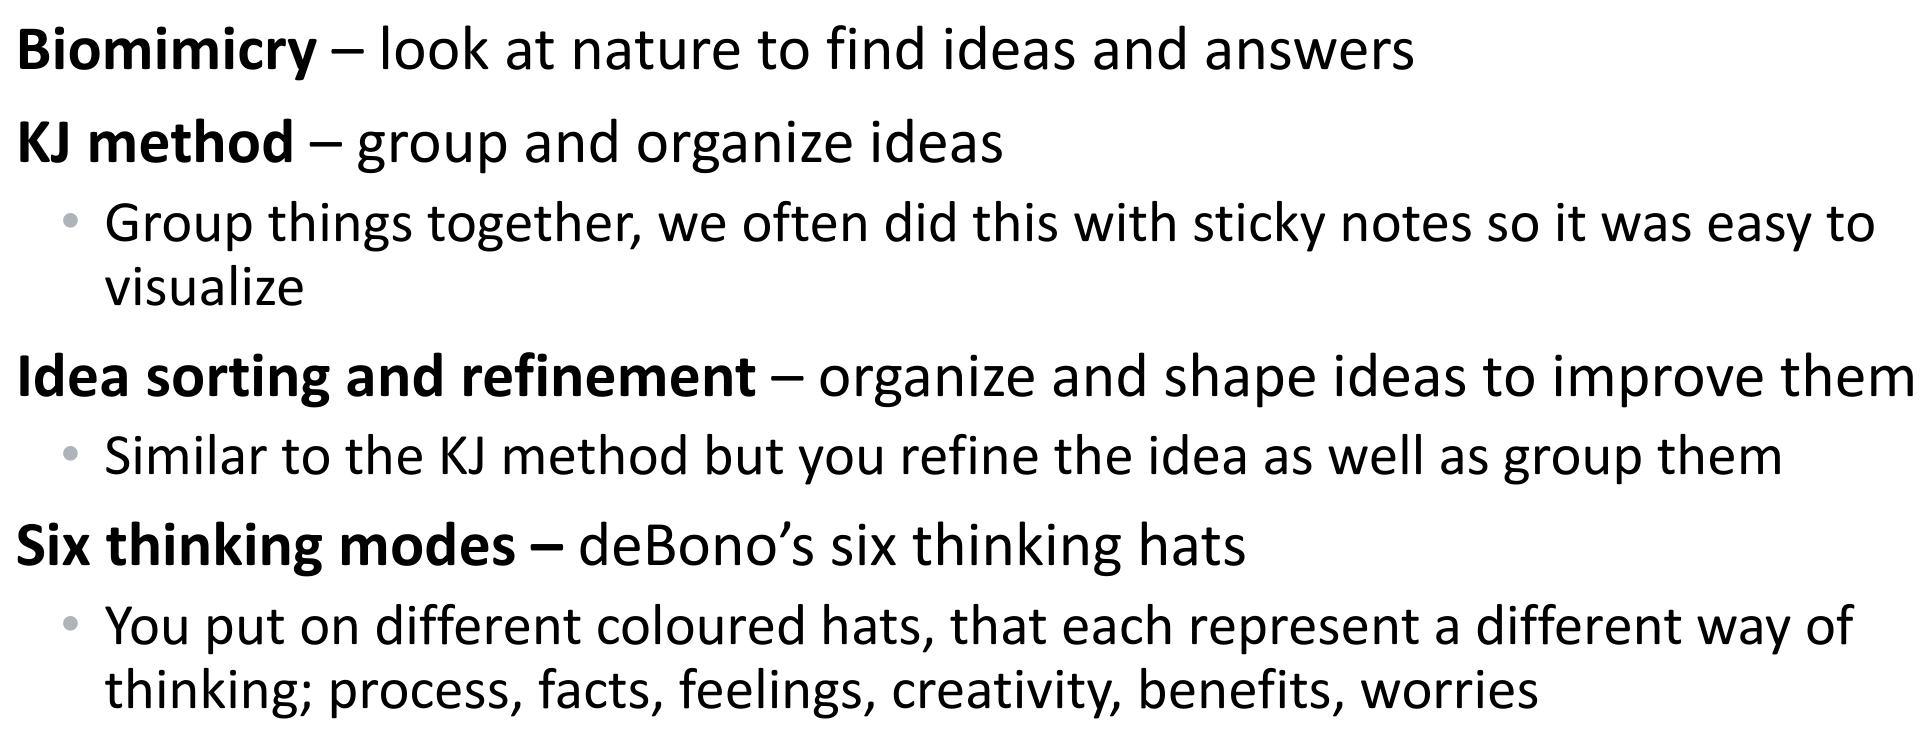 Biomimicry – look at nature to find ideas and answers
KJ method – group and organize ideas
• Group things together, we often did this with sticky notes so it was easy to
visualize
Idea sorting and refinement – organize and shape ideas to improve them
• Similar to the KJ method but you refine the idea as well as group them
Six thinking modes – deBono’s six thinking hats
• You put on different coloured hats, that each represent a different way of
thinking; process, facts, feelings, creativity, benefits, worries